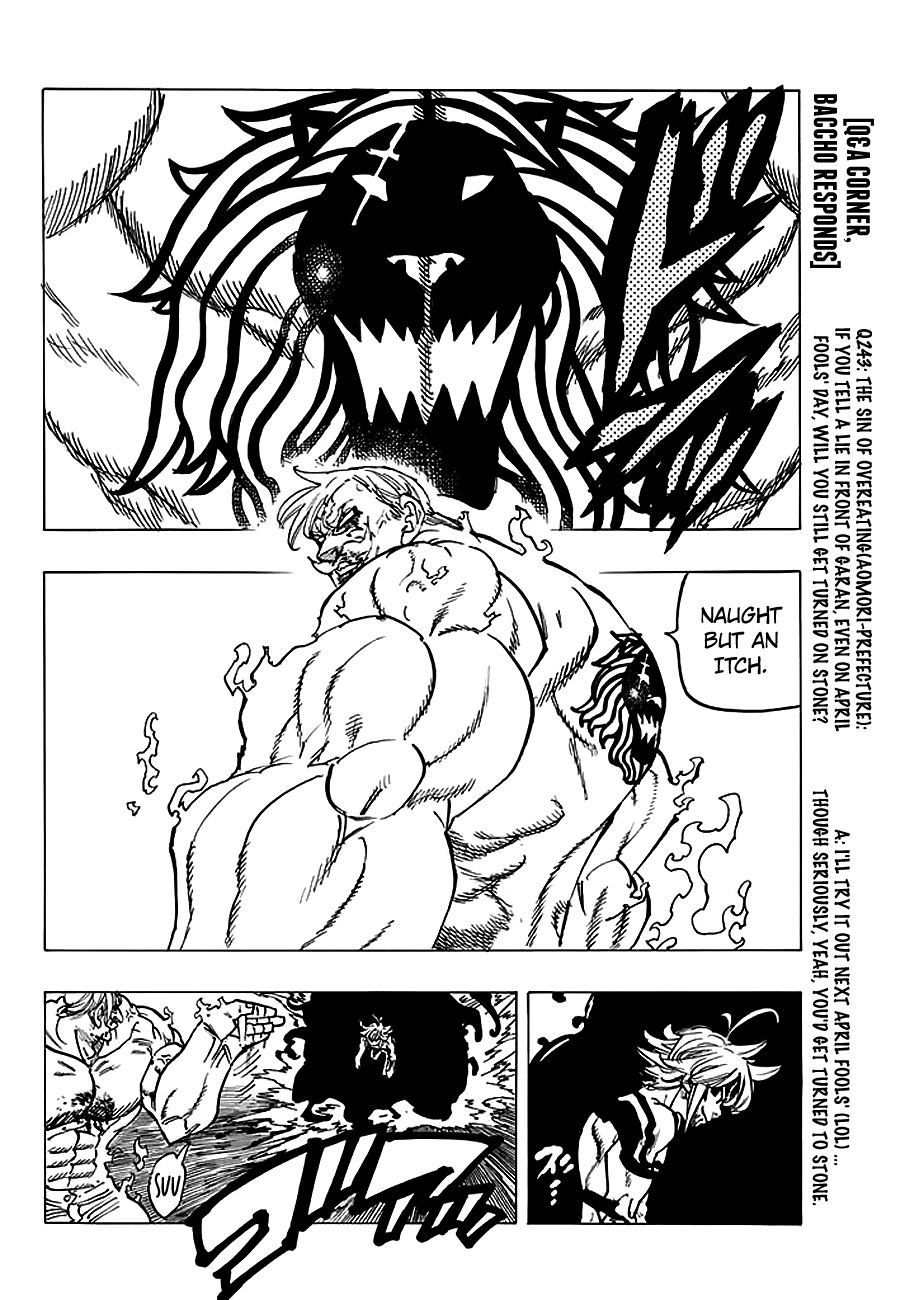 [Q&A CORNER,
BACCHO RESPONDS]
Q.243: THE SIN OF OVEREATING(AOMORI-PREFECTURE):
IF YOU TELL A LIE IN FRONT OF GARAN, EVEN ON APRIL
FOOLS' DAY, WILL YOU STILL GET TURNED ON STONE?
A: I'LL TRY IT OUT NEXT APRIL FOOLS' (LOL) ...
THOUGH SERIOUSLY, YEAH, YOU'D GET TURNED TO STONE.
NAUGHT
BUT AN
ITCH.
SUU